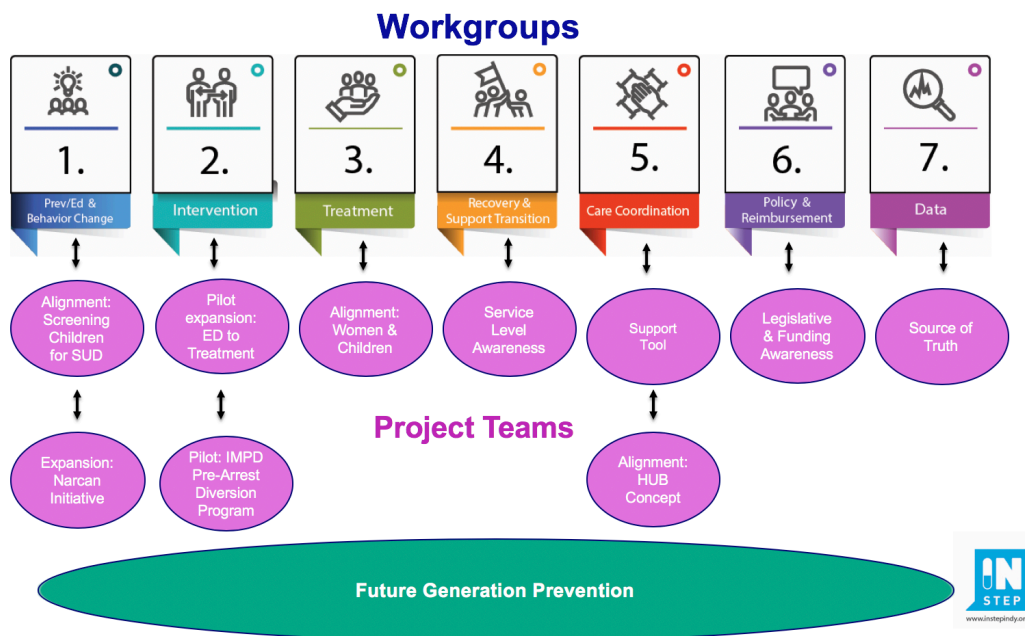 Workgroups
1.
2.
3.
4.
5.
6.
7.
Prev/Ed &
Behavior Change
Intervention
Treatment
Recovery &
Support Transition
Care Coordination
Policy &
Reimbursement
Data
Alignment:
Screening
Children
for SUD
Pilot
expansion:
ED to
Treatment
Alignment:
Women &
Children
Service
Level
Awareness
Support
Tool
Legislative
& Funding
Awareness
Source of
Truth
Project Teams
Expansion:
Narcan
Initiative
Pilot: IMPD
Pre-Arrest
Diversion
Program
Alignment:
HUB
Concept
Future Generation Prevention
IN
STEP
www.instepindy.or